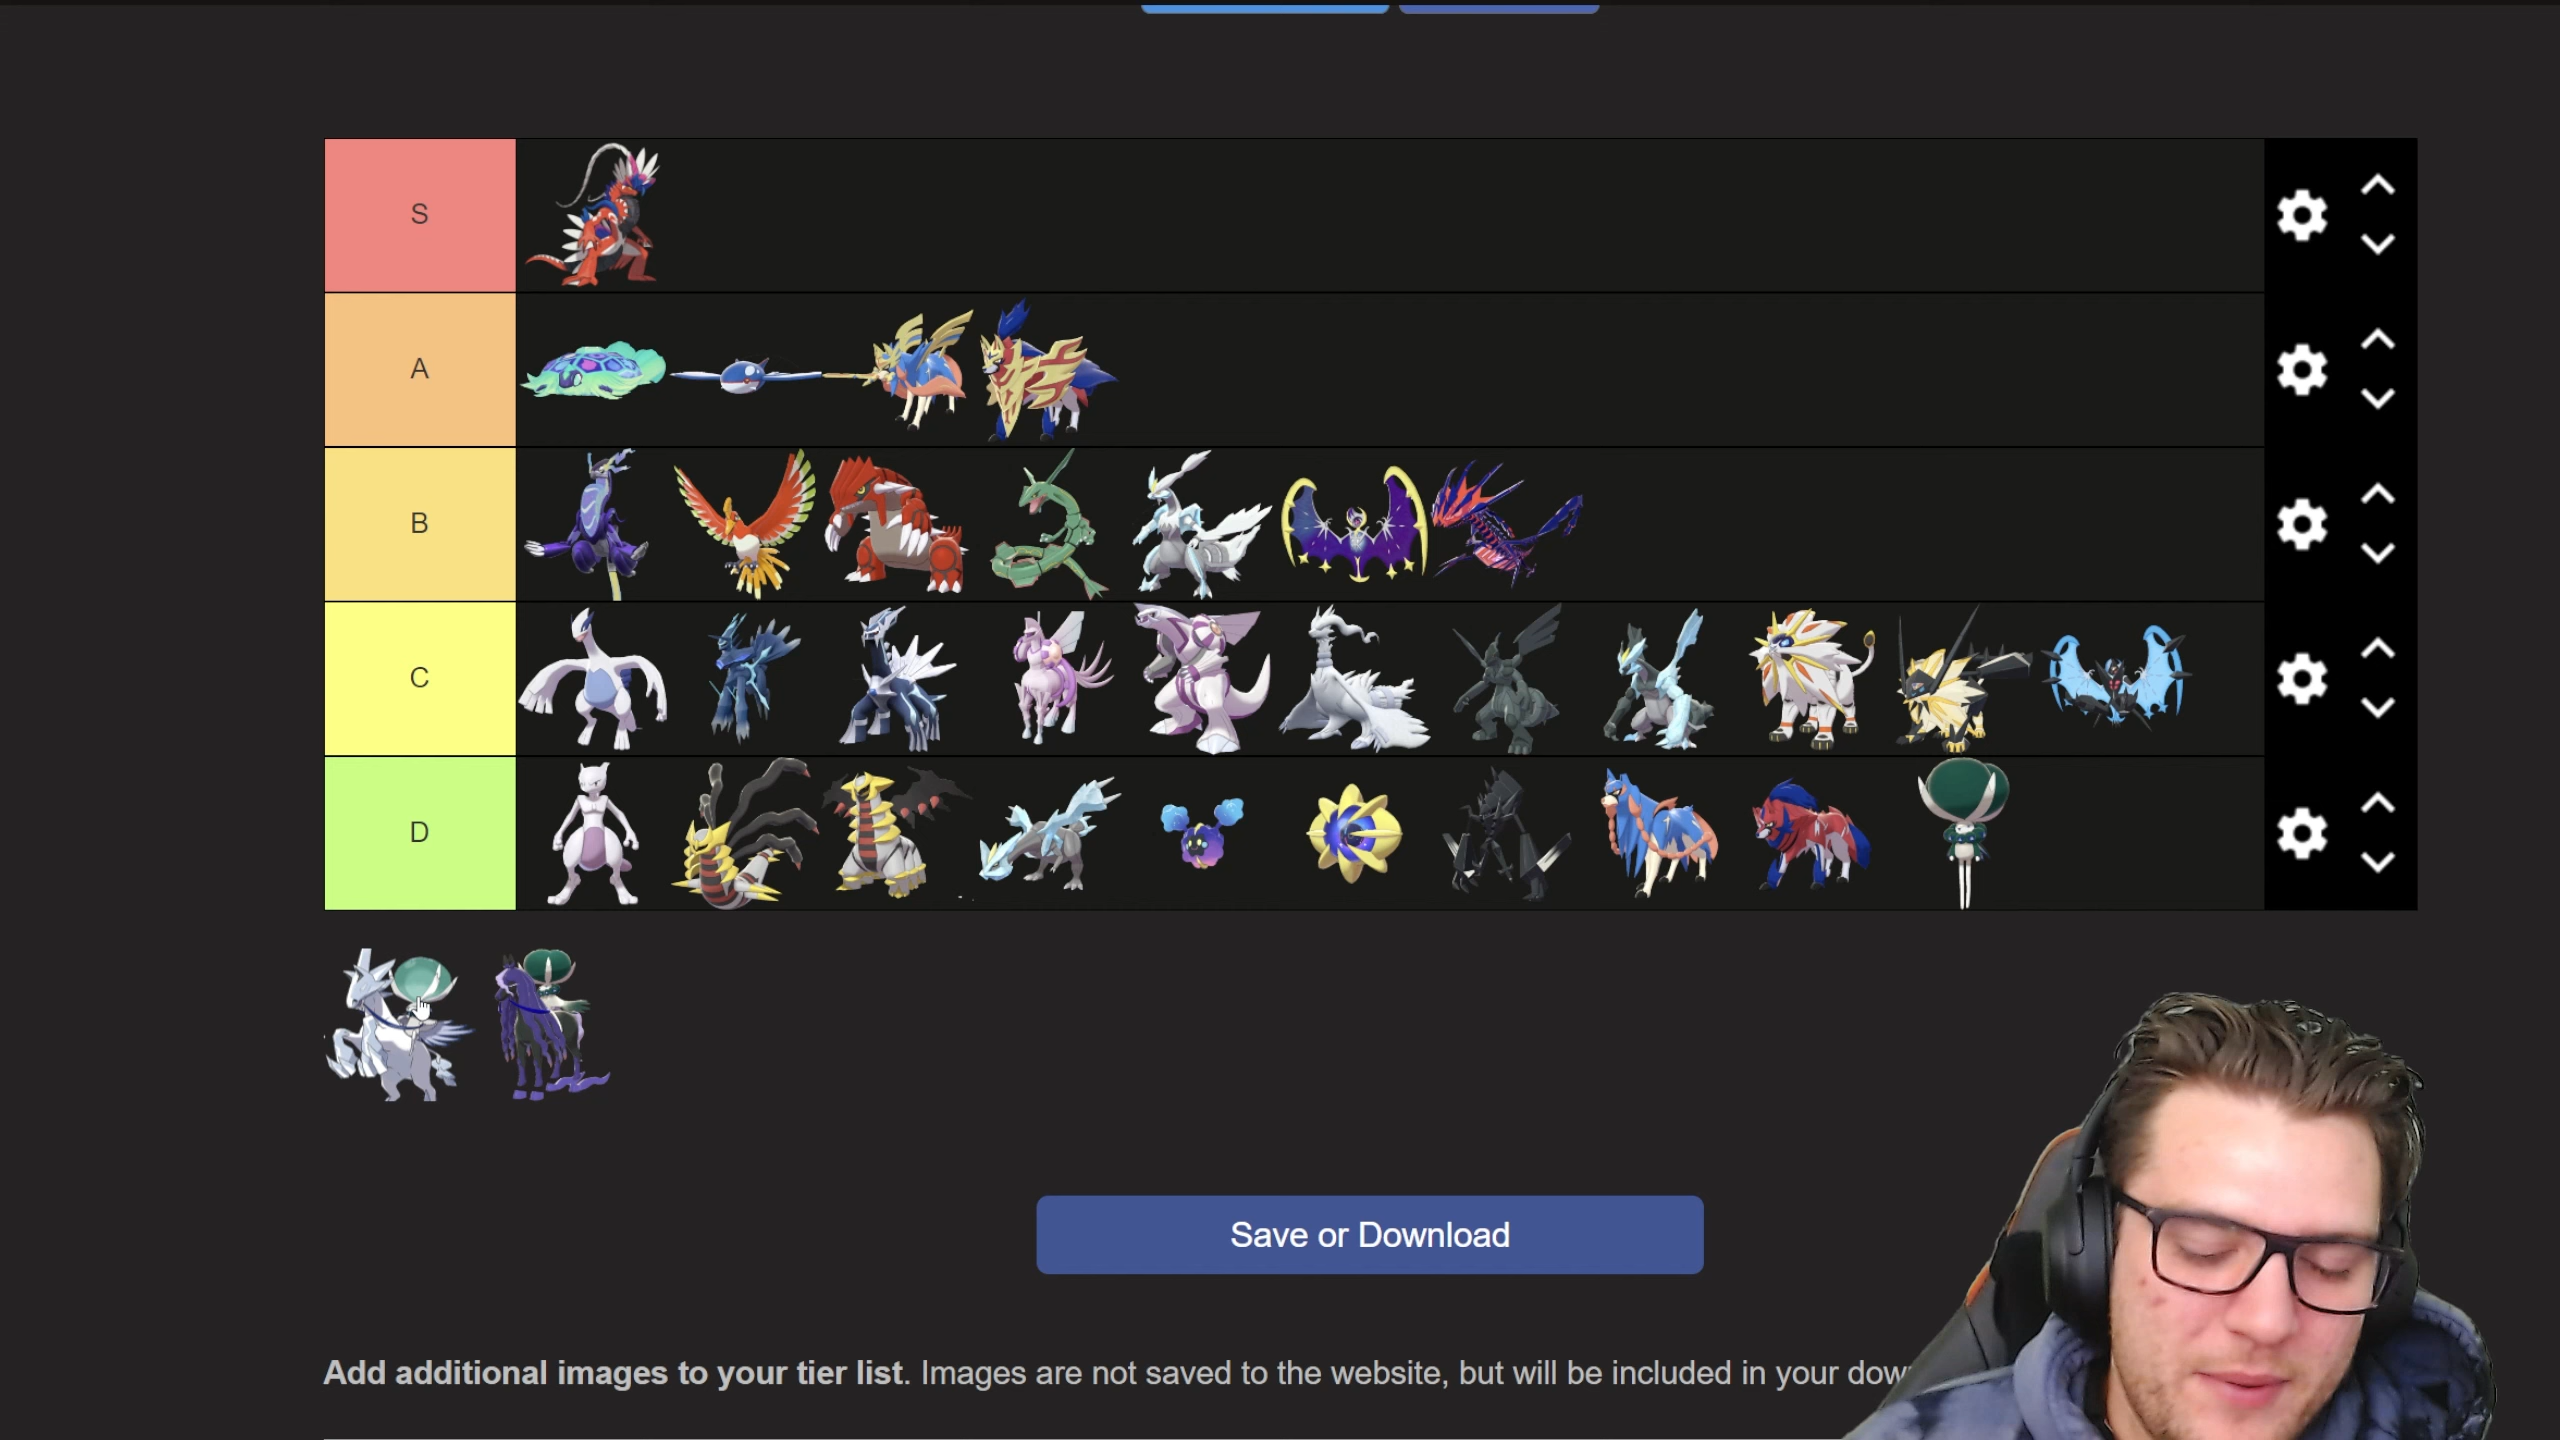 S
A
B
C
D
Save or Download
Add additional images to your tier list. Images are not saved to the website, but will be included in your